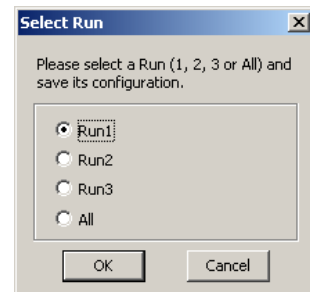 Select Run
Please select a Run (1, 2, 3 or All) and
save its configuration.
Run1
Run2
Run3
All
OK Cancel